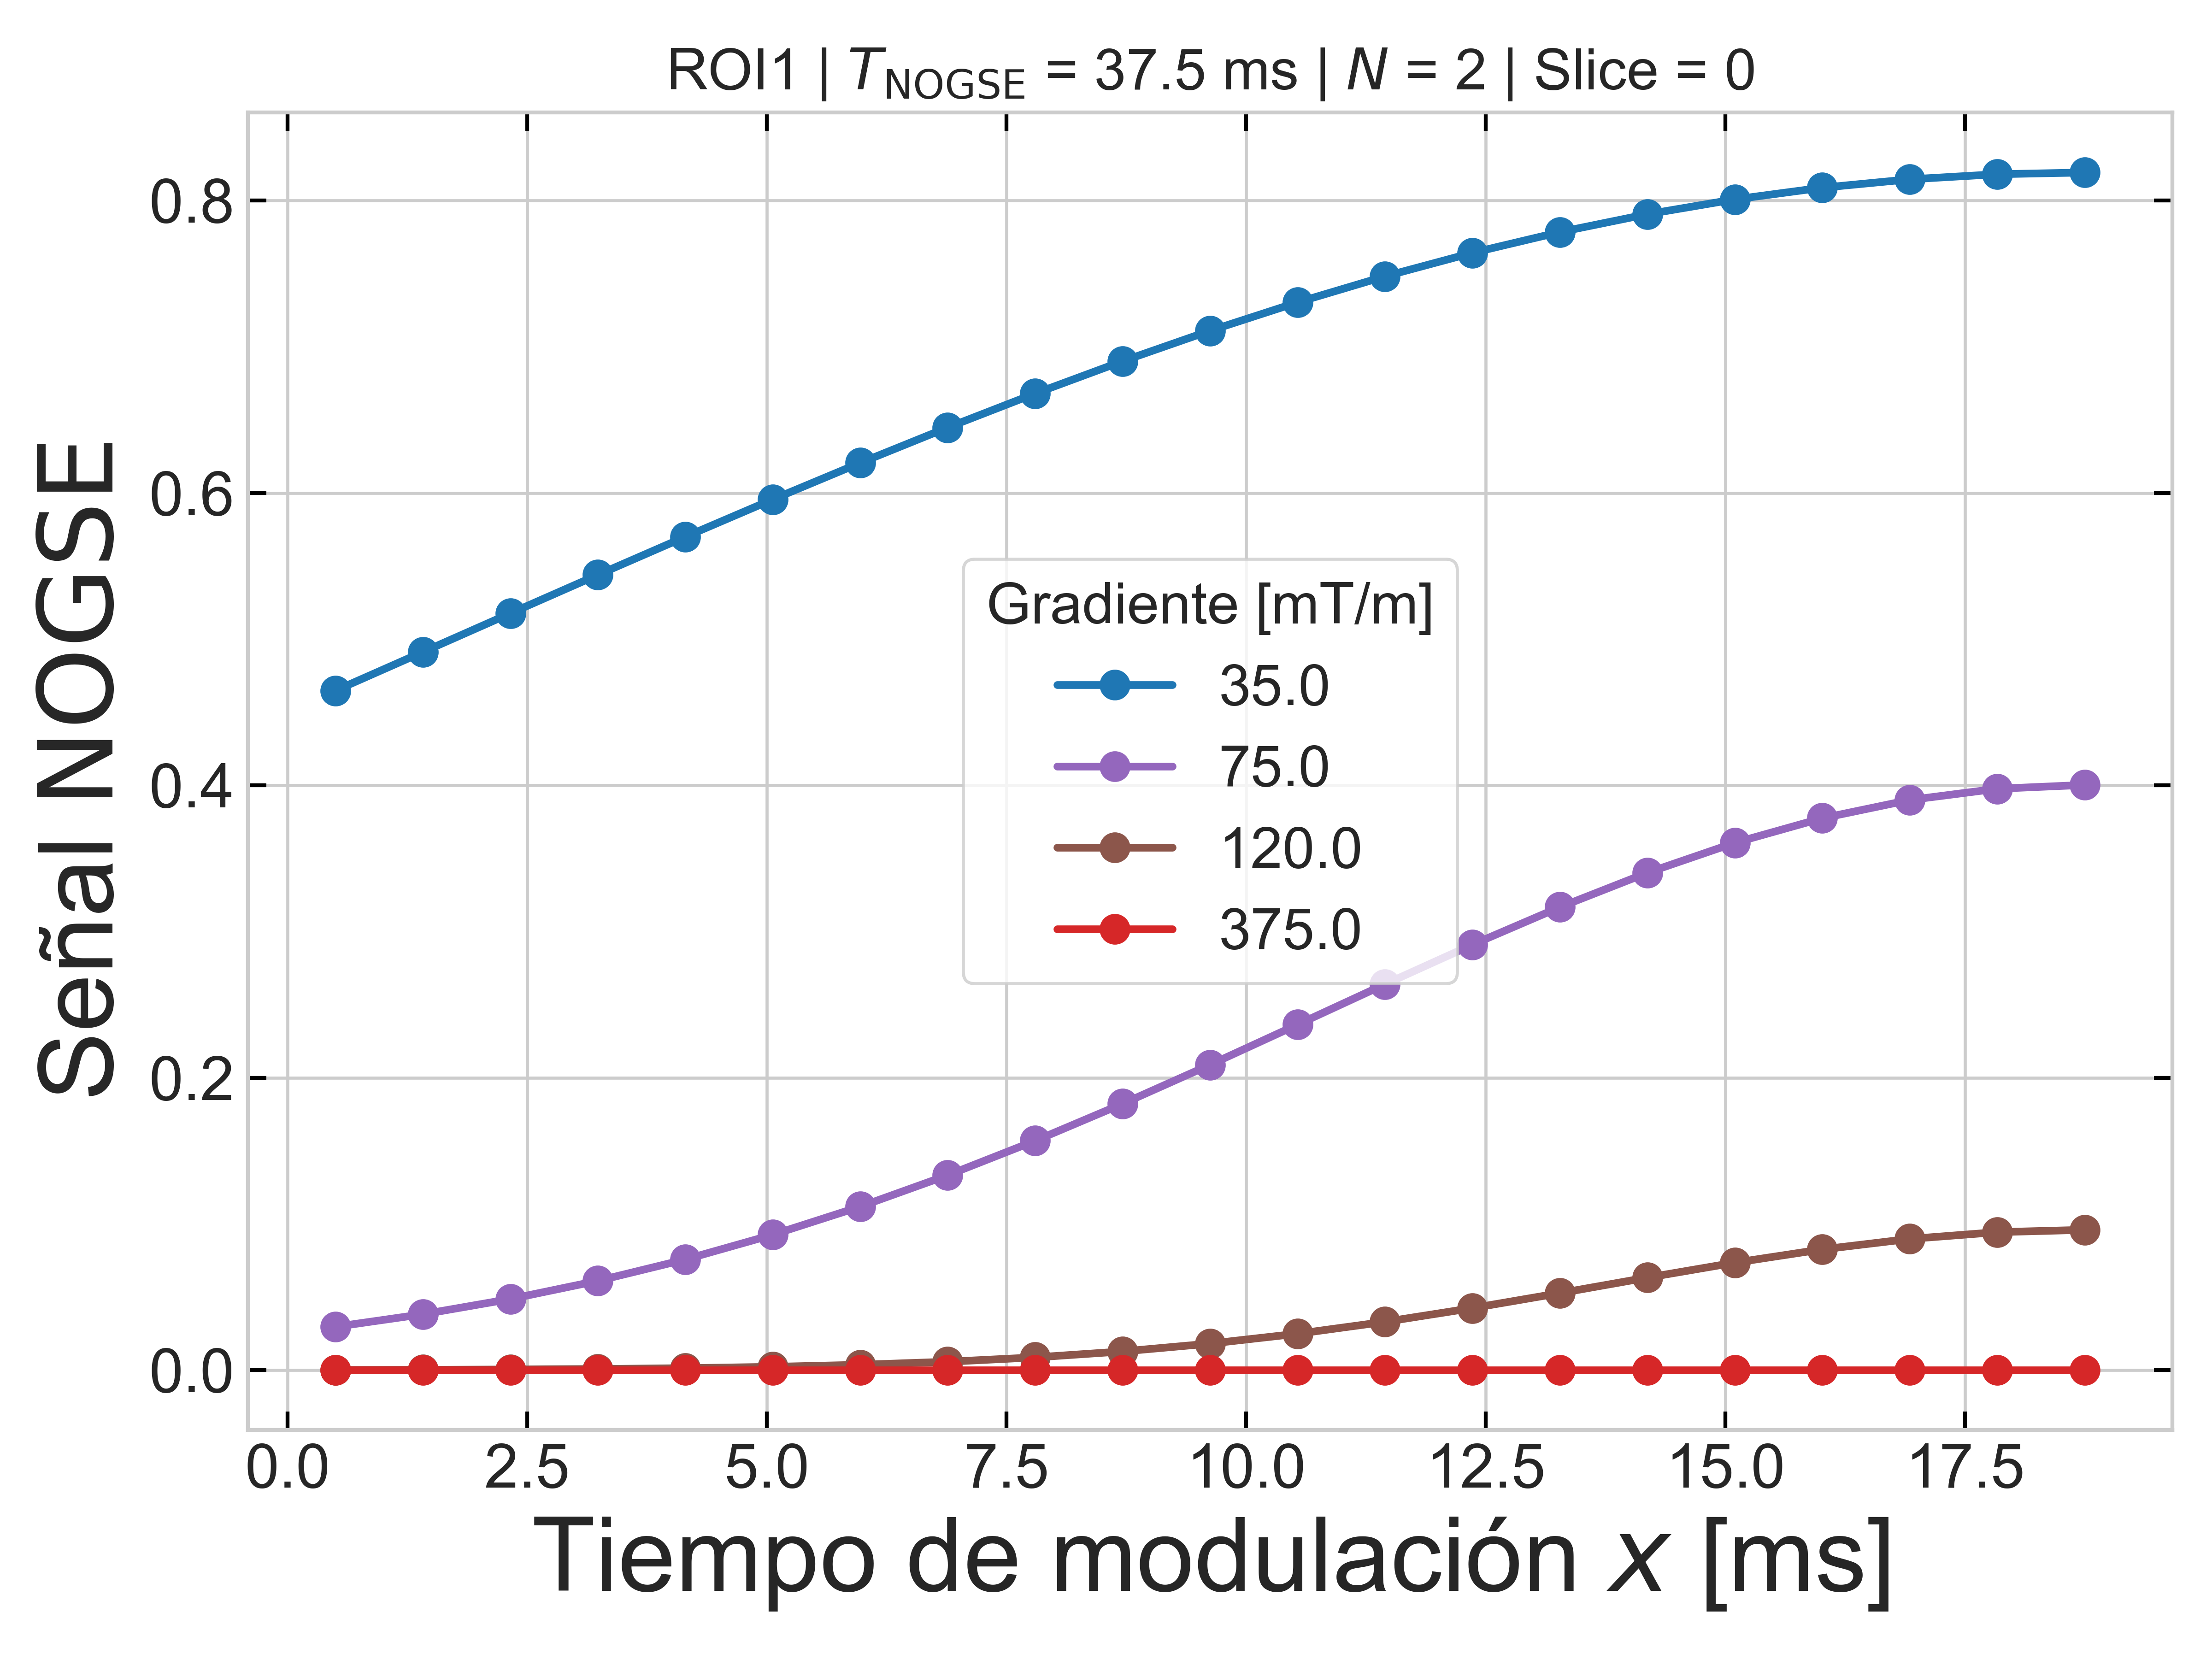 ROI1 | T_NOGSE = 37.5 ms | N = 2 | Slice = 0
Señal NOGSE
0.8
0.6
0.4
0.2
0.0
Gradiente [mT/m]
35.0
75.0
120.0
375.0
0.0 2.5 5.0 7.5 10.0 12.5 15.0 17.5
Tiempo de modulación x [ms]